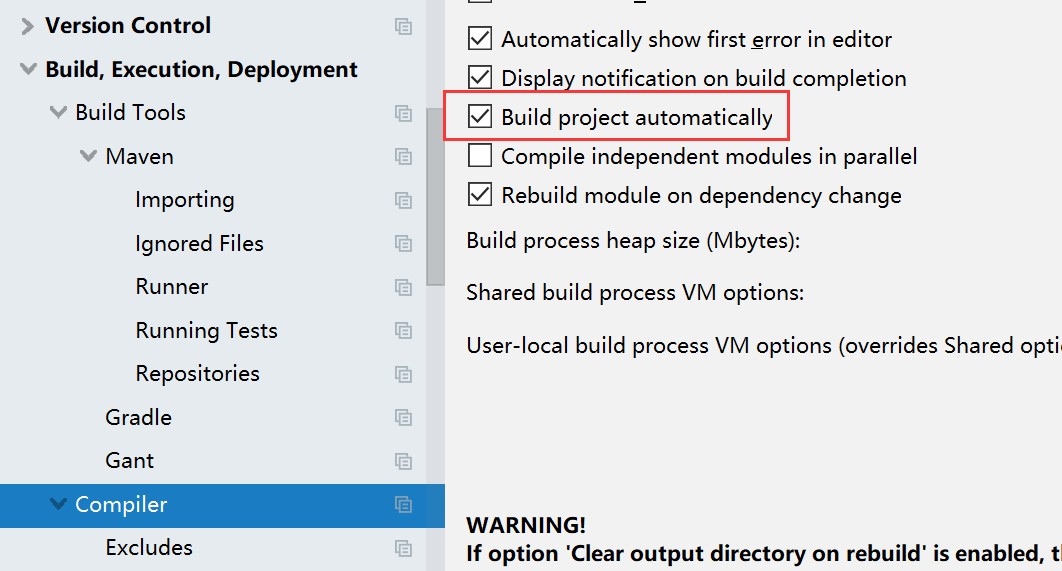 Version Control
Build, Execution, Deployment
Build Tools
Maven
Importing
Ignored Files
Runner
Running Tests
Repositories
Gradle
Gant
Compiler
Excludes
Automatically show first error in editor
Display notification on build completion
Build project automatically
Compile independent modules in parallel
Rebuild module on dependency change
Build process heap size (Mbytes):
Shared build process VM options:
User-local build process VM options (overrides Shared opti
WARNING!
If option 'Clear output directory on rebuild' is enabled, t